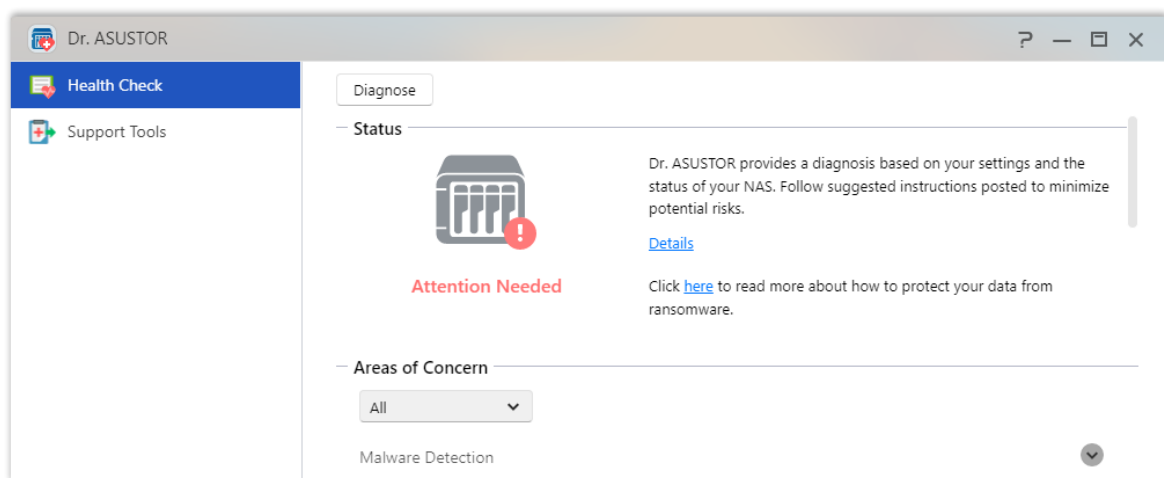 Dr. ASUSTOR
Health Check
Support Tools
Diagnose
Status
Dr. ASUSTOR provides a diagnosis based on your settings and the
status of your NAS. Follow suggested instructions posted to minimize
potential risks.
Details
Attention Needed
Click here to read more about how to protect your data from
ransomware.
Areas of Concern
All
Malware Detection